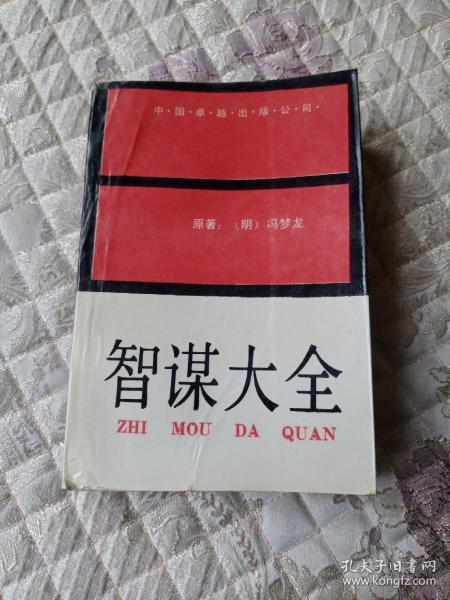 中·国·卓·越·出·版·公·司·
原著：（明）冯梦龙
智谋大全
ZHI MOU DA QUAN
孔夫子旧书网
www.kongfz.com